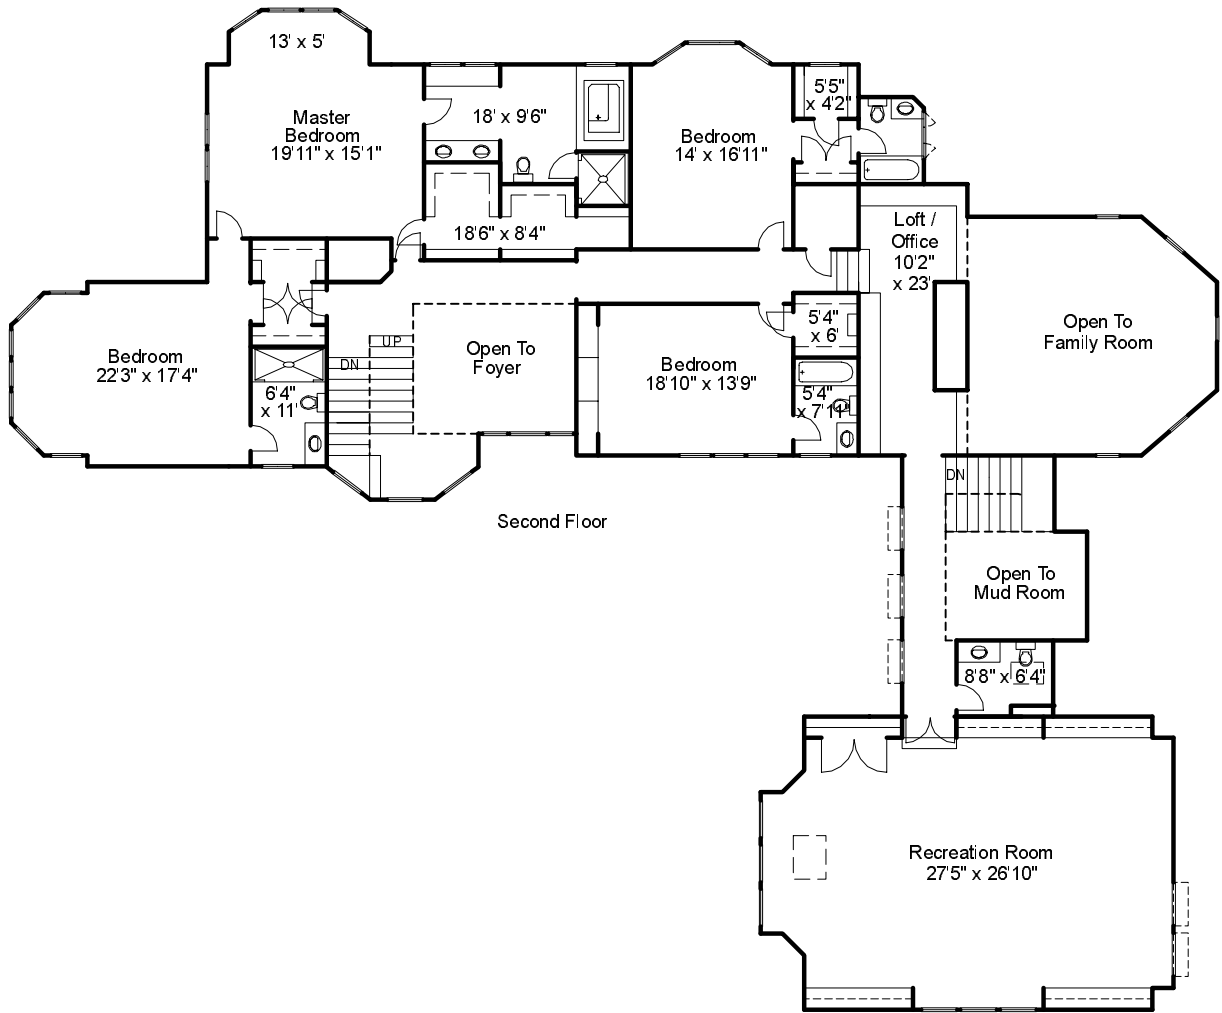 13' x 5'
Master
Bedroom
19'11" x 15'1"
18' x 9'6"
Bedroom
14' x 16'11"
5'5"
x 4'2"
18'6" x 8'4"
Loft /
Office
10'2"
x 23'
Open To
Family Room
Bedroom
22'3" x 17'4"
UP
DN
Open To
Foyer
Bedroom
18'10" x 13'9"
5'4"
x 6'
6'4"
x 11'
5'4"
x 7'11"
DN
Second Floor
Open To
Mud Room
8'8" x 6'4"
Recreation Room
27'5" x 26'10"